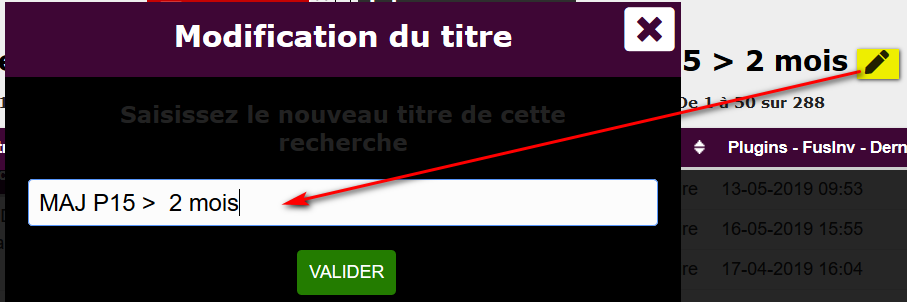 Modification du titre
5 > 2 mois
Saisissez le nouveau titre de cette
recherche
De 1 à 50 sur 288
Plugins - FusInv - Dern
MAJ P15 >  2 mois
re 13-05-2019 09:53
re 16-05-2019 15:55
re 17-04-2019 16:04
VALIDER